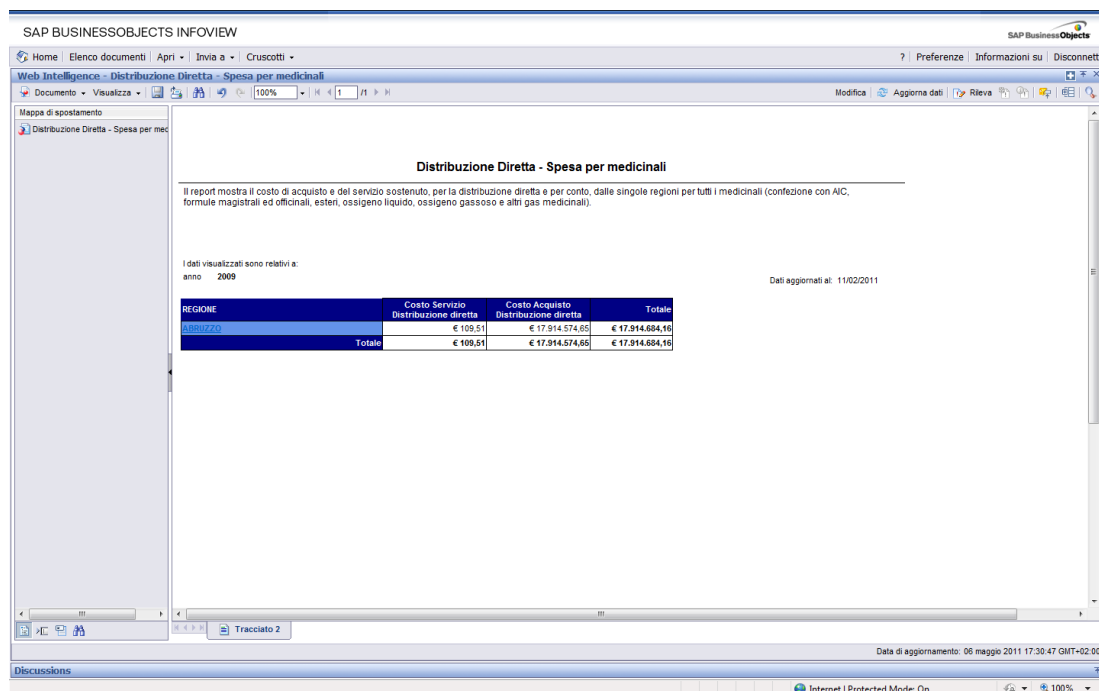 SAP BUSINESSOBJECTS INFOVIEW
SAP BusinessObjects
Home Elenco documenti Apri Invia a Cruscotti ? Preferenze Informazioni su Disconnett
Web Intelligence - Distribuzione Diretta - Spesa per medicinali
Documento Visualizza 100% 1 /1 Modifica Aggiorna dati Rileva
Mappa di spostamento
Distribuzione Diretta - Spesa per med
Distribuzione Diretta - Spesa per medicinali
Il report mostra il costo di acquisto e del servizio sostenuto, per la distribuzione diretta e per conto, dalle singole regioni per tutti i medicinali (confezione con AIC,
formule magistrali ed officinali, esteri, ossigeno liquido, ossigeno gassoso e altri gas medicinali).
I dati visualizzati sono relativi a:
anno 2009
Dati aggiornati al: 11/02/2011
REGIONE Costo Servizio Distribuzione diretta Costo Acquisto Distribuzione diretta Totale
ABRUZZO € 109,51 € 17.914.574,65 € 17.914.684,16
Totale € 109,51 € 17.914.574,65 € 17.914.684,16
Tracciato 2
Data di aggiornamento: 06 maggio 2011 17:30:47 GMT+02:00
Discussions
Internet | Protected Mode: On 100%